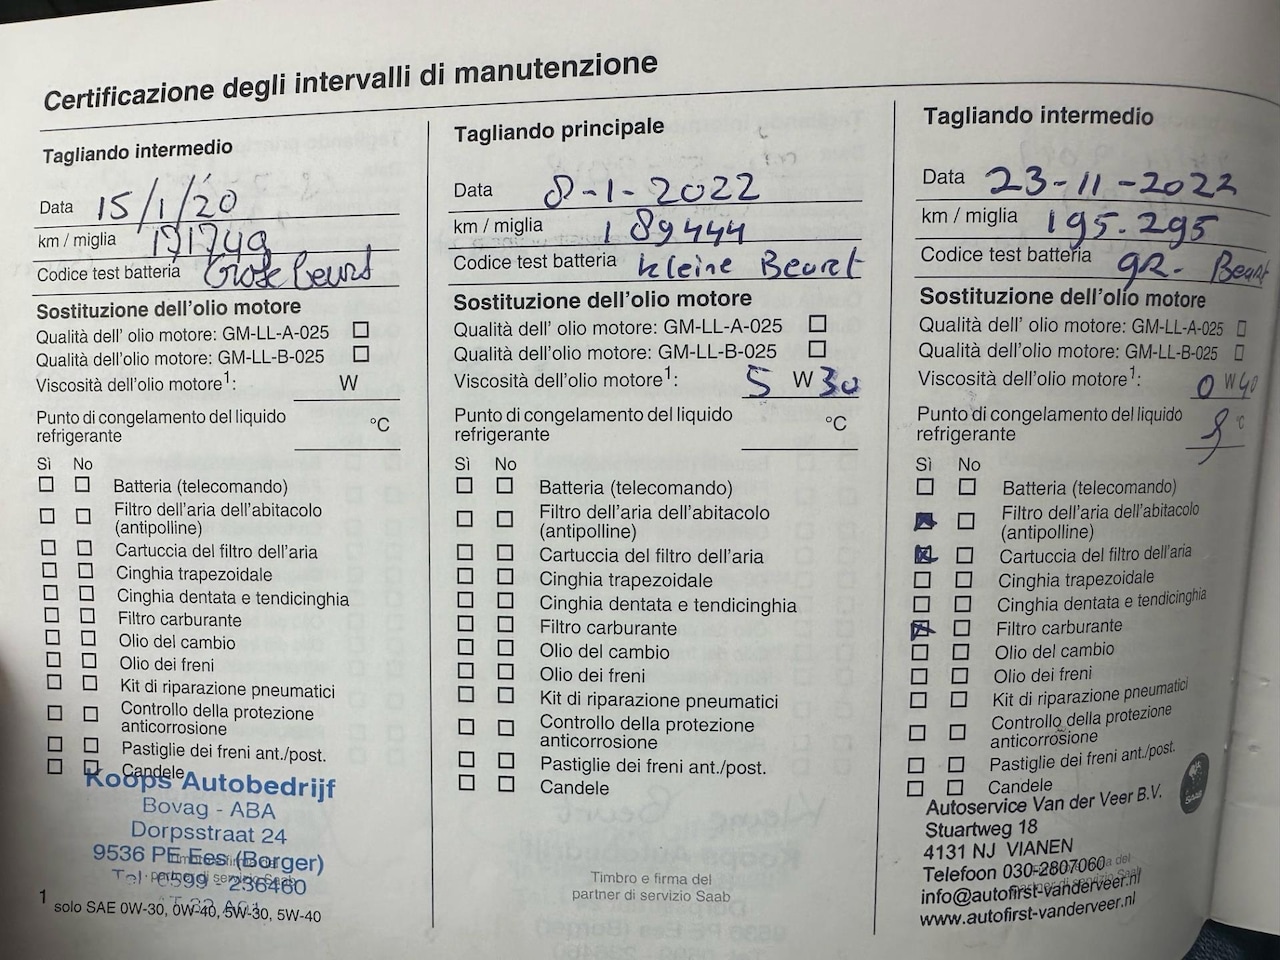 Certificazione degli intervalli di manutenzione
Tagliando intermedio
Data 15/1/'20
km / miglia 171749
Codice test batteria Grote beurt
Sostituzione dell'olio motore
Qualità dell' olio motore: GM-LL-A-025
Qualità dell' olio motore: GM-LL-B-025
Viscosità dell'olio motore1: W
Punto di congelamento del liquido
refrigerante °C
Sì No
Batteria (telecomando)
Filtro dell'aria dell'abitacolo
(antipolline)
Cartuccia del filtro dell'aria
Cinghia trapezoidale
Cinghia dentata e tendicinghia
Filtro carburante
Olio del cambio
Olio dei freni
Kit di riparazione pneumatici
Controllo della protezione
anticorrosione
Pastiglie dei freni ant./post.
Candele
Koops Autobedrijf
Bovag - ABA
Dorpsstraat 24
9536 PE Ees (Borger)
Tel. 0599 - 236460
1 solo SAE 0W-30, 0W-40, 5W-30, 5W-40
Tagliando principale
Data 8-1-2022
km / miglia 189444
Codice test batteria kleine Beurt
Sostituzione dell'olio motore
Qualità dell' olio motore: GM-LL-A-025
Qualità dell' olio motore: GM-LL-B-025
Viscosità dell'olio motore1: 5 W 30
Punto di congelamento del liquido
refrigerante °C
Sì No
Batteria (telecomando)
Filtro dell'aria dell'abitacolo
(antipolline)
Cartuccia del filtro dell'aria
Cinghia trapezoidale
Cinghia dentata e tendicinghia
Filtro carburante
Olio del cambio
Olio dei freni
Kit di riparazione pneumatici
Controllo della protezione
anticorrosione
Pastiglie dei freni ant./post.
Candele
Timbro e firma del
partner di servizio Saab
Tagliando intermedio
Data 23-11-2022
km / miglia 195.295
Codice test batteria gr. Beurt
Sostituzione dell'olio motore
Qualità dell' olio motore: GM-LL-A-025
Qualità dell' olio motore: GM-LL-B-025
Viscosità dell'olio motore1: 0 W 40
Punto di congelamento del liquido
refrigerante °C
Sì No
Batteria (telecomando)
Filtro dell'aria dell'abitacolo
(antipolline)
Cartuccia del filtro dell'aria
Cinghia trapezoidale
Cinghia dentata e tendicinghia
Filtro carburante
Olio del cambio
Olio dei freni
Kit di riparazione pneumatici
Controllo della protezione
anticorrosione
Pastiglie dei freni ant./post.
Candele
SAAB
Autoservice Van der Veer B.V.
Stuartweg 18
4131 NJ VIANEN
Telefoon 030-2807060
info@autofirst-vanderveer.nl
www.autofirst-vanderveer.nl